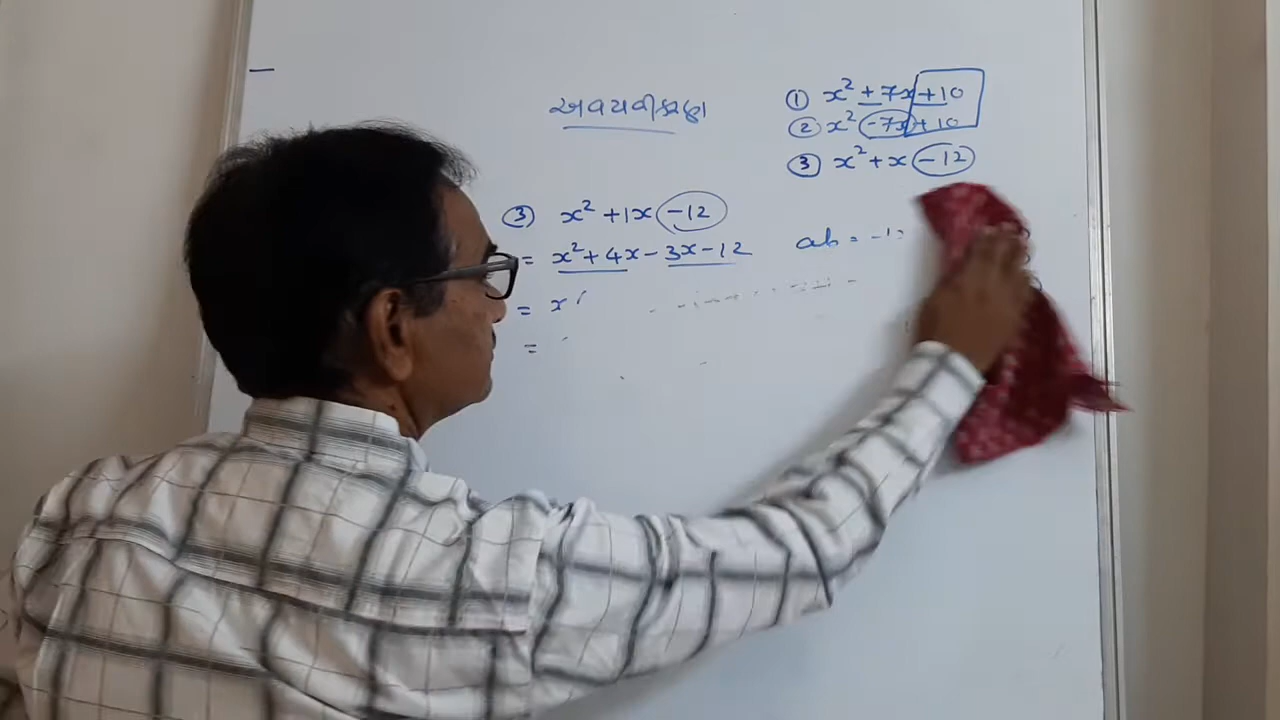 અવયવીકરણ
① x² + 7x + 10
② x² - 7x + 10
③ x² + x - 12
③ x² + 1x - 12
= x² + 4x - 3x - 12
ab = -12
= x(
=